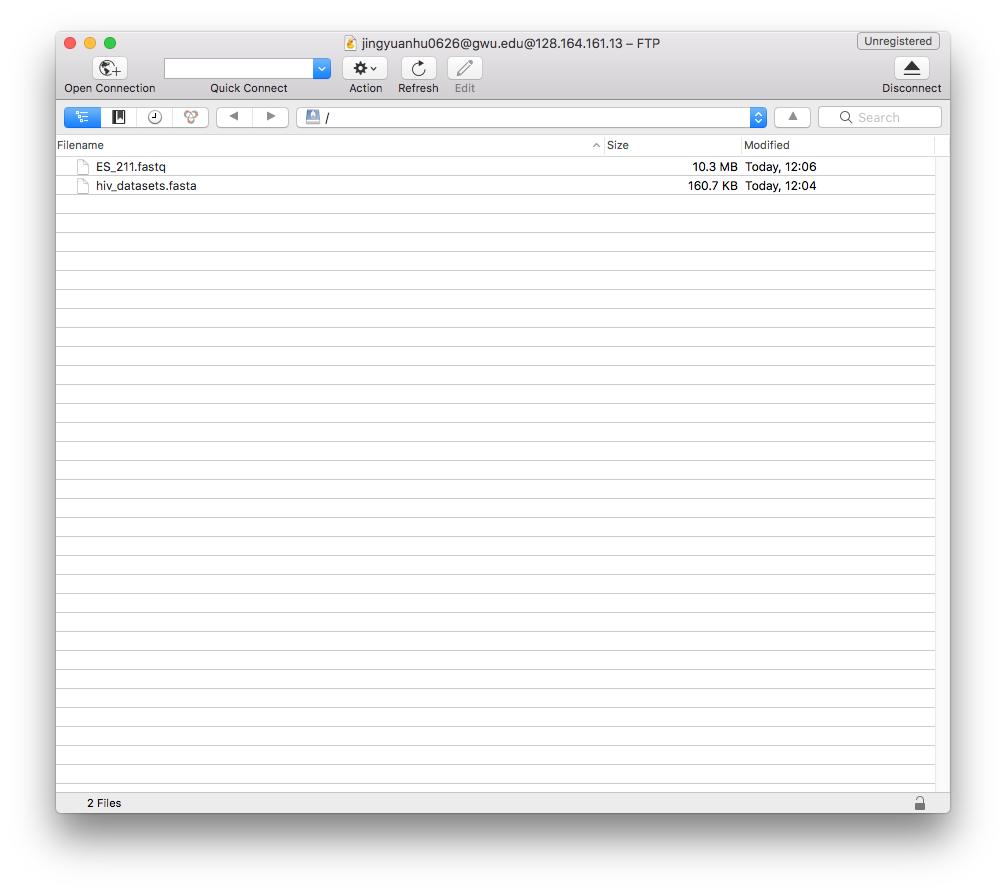 jingyuanhu0626@gwu.edu@128.164.161.13 – FTP
Unregistered
Open Connection
Quick Connect
Action
Refresh
Edit
Disconnect
/
Search
Filename Size Modified
ES_211.fastq 10.3 MB Today, 12:06
hiv_datasets.fasta 160.7 KB Today, 12:04
2 Files